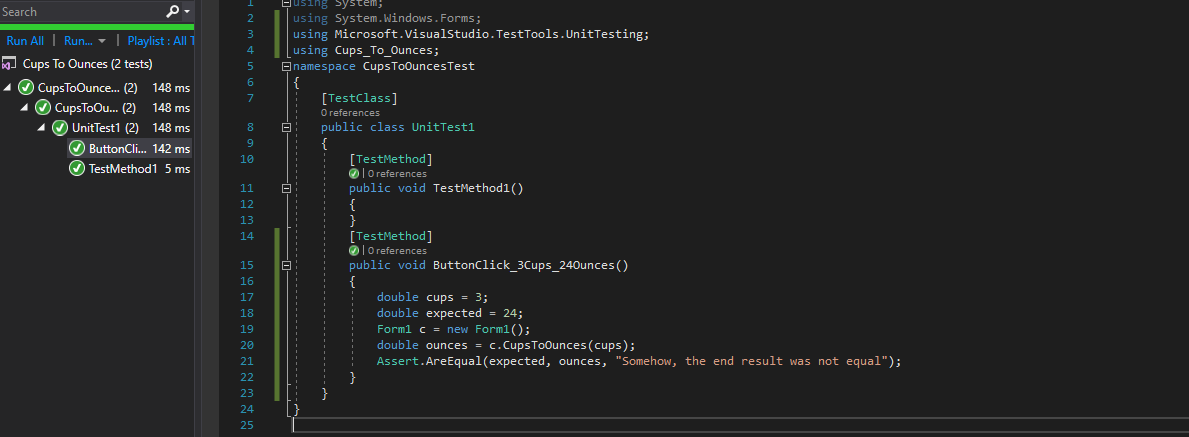 Search
Run All | Run... | Playlist : All T
Cups To Ounces (2 tests)
CupsToOunce... (2) 148 ms
CupsToOu... (2) 148 ms
UnitTest1 (2) 148 ms
ButtonCli... 142 ms
TestMethod1 5 ms
1 using System;
2 using System.Windows.Forms;
3 using Microsoft.VisualStudio.TestTools.UnitTesting;
4 using Cups_To_Ounces;
5 namespace CupsToOuncesTest
6 {
7 [TestClass]
0 references
8 public class UnitTest1
9 {
10 [TestMethod]
| 0 references
11 public void TestMethod1()
12 {
13 }
14 [TestMethod]
| 0 references
15 public void ButtonClick_3Cups_24Ounces()
16 {
17 double cups = 3;
18 double expected = 24;
19 Form1 c = new Form1();
20 double ounces = c.CupsToOunces(cups);
21 Assert.AreEqual(expected, ounces, "Somehow, the end result was not equal");
22 }
23 }
24 }
25